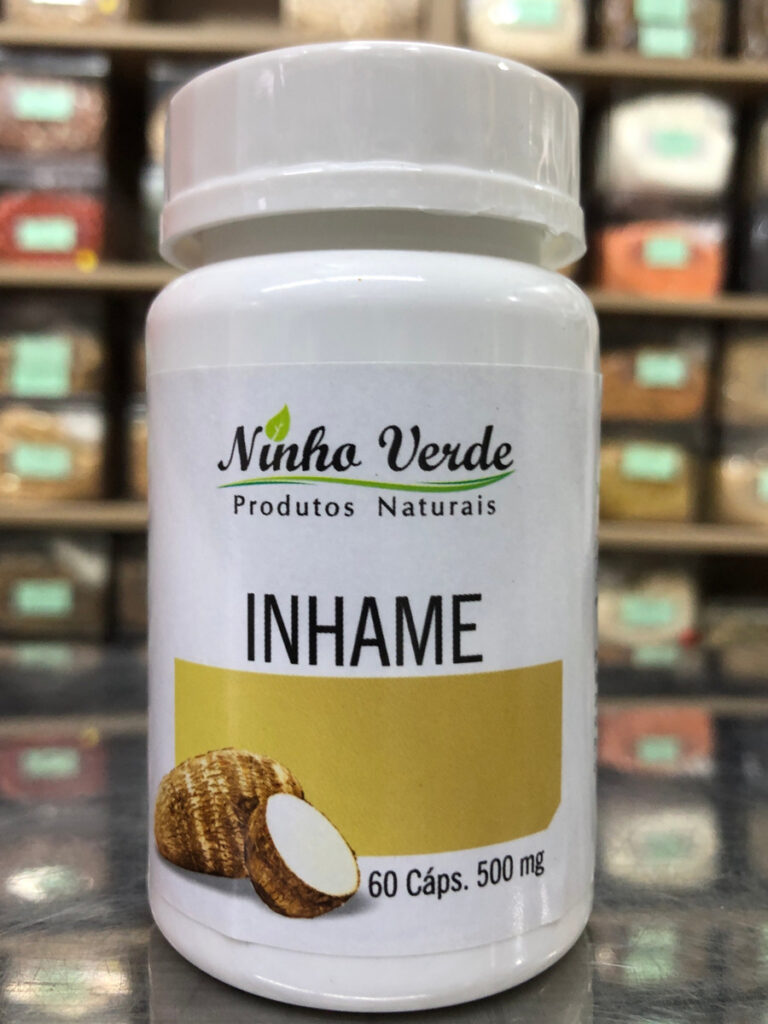 Ninho Verde
Produtos Naturais
INHAME
60 Cáps. 500 mg